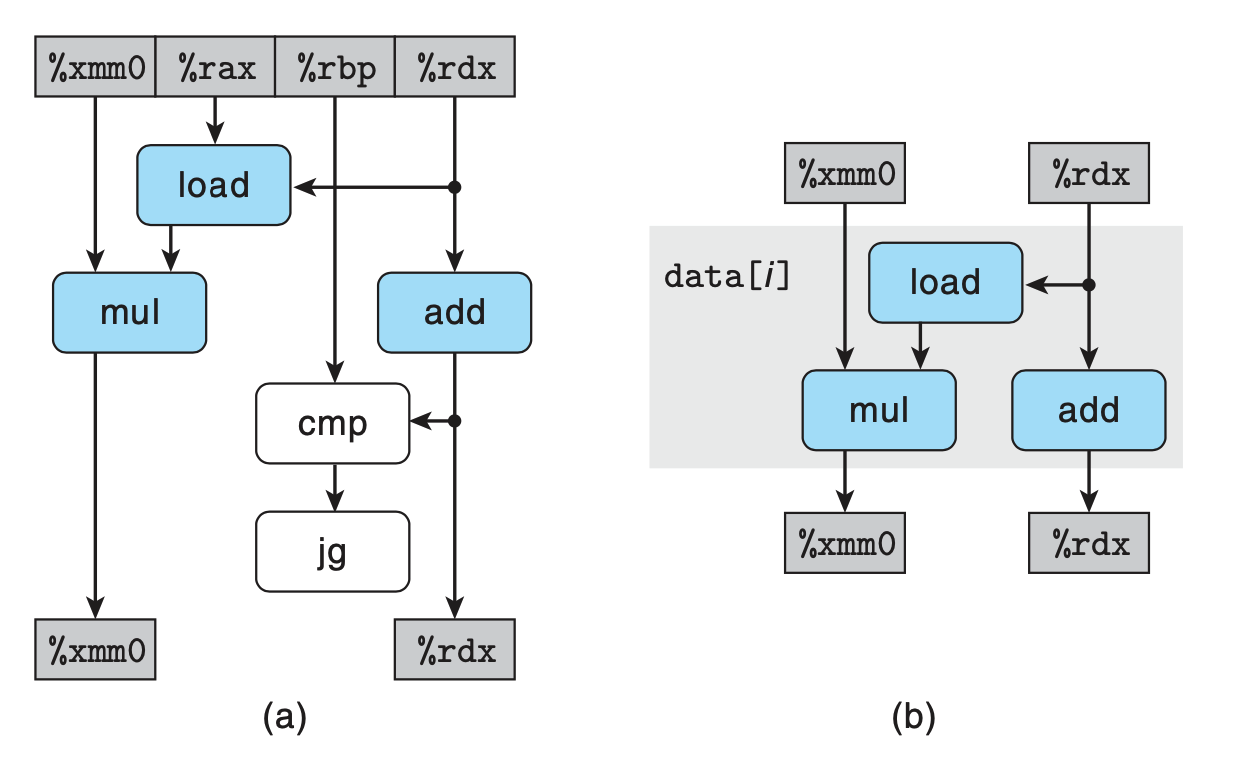 %xmm0 %rax %rbp %rdx
load
mul
add
cmp
jg
%xmm0 %rdx
(a)
%xmm0 %rdx
data[i]
load
mul
add
%xmm0 %rdx
(b)